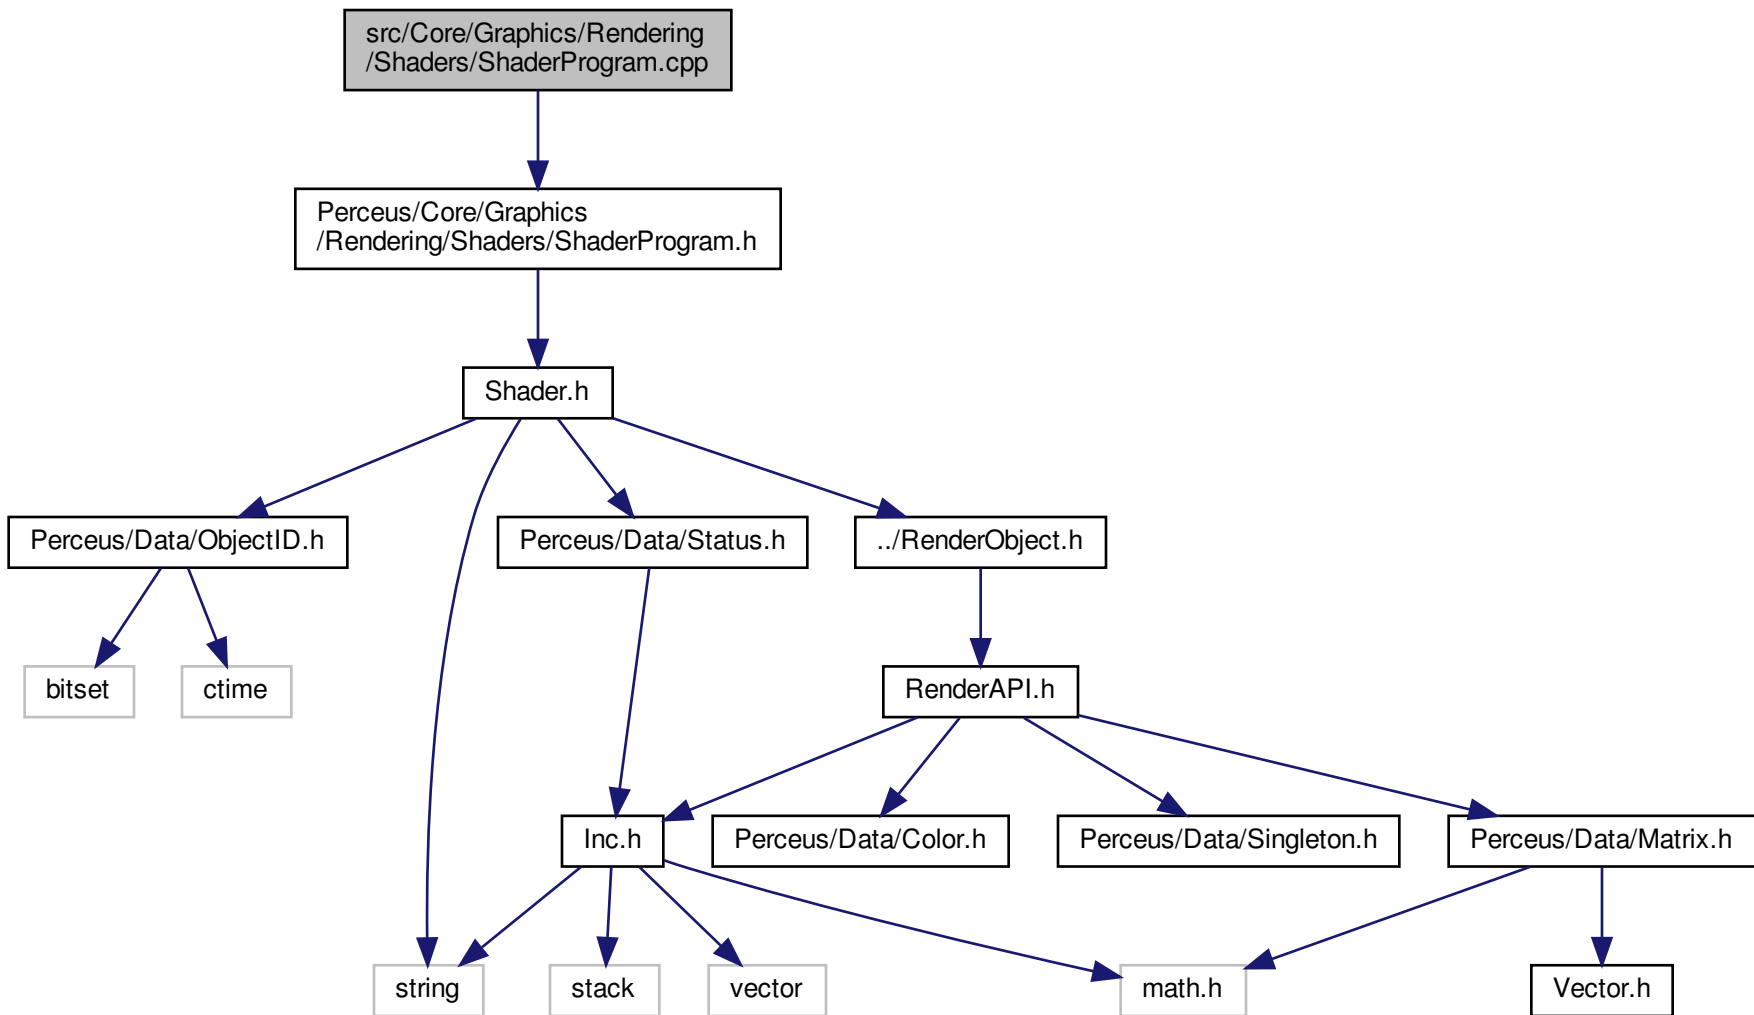 src/Core/Graphics/Rendering
/Shaders/ShaderProgram.cpp
Perceus/Core/Graphics
/Rendering/Shaders/ShaderProgram.h
Shader.h
Perceus/Data/ObjectID.h
Perceus/Data/Status.h
../RenderObject.h
bitset
ctime
RenderAPI.h
Inc.h
Perceus/Data/Color.h
Perceus/Data/Singleton.h
Perceus/Data/Matrix.h
string
stack
vector
math.h
Vector.h